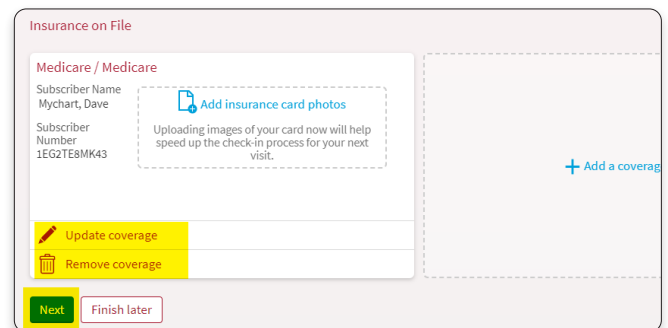 Insurance on File
Medicare / Medicare
Subscriber Name
Mychart, Dave
Subscriber
Number
1EG2TE8MK43
Add insurance card photos
Uploading images of your card now will help
speed up the check-in process for your next
visit.
Add a coverag
Update coverage
Remove coverage
Next
Finish later